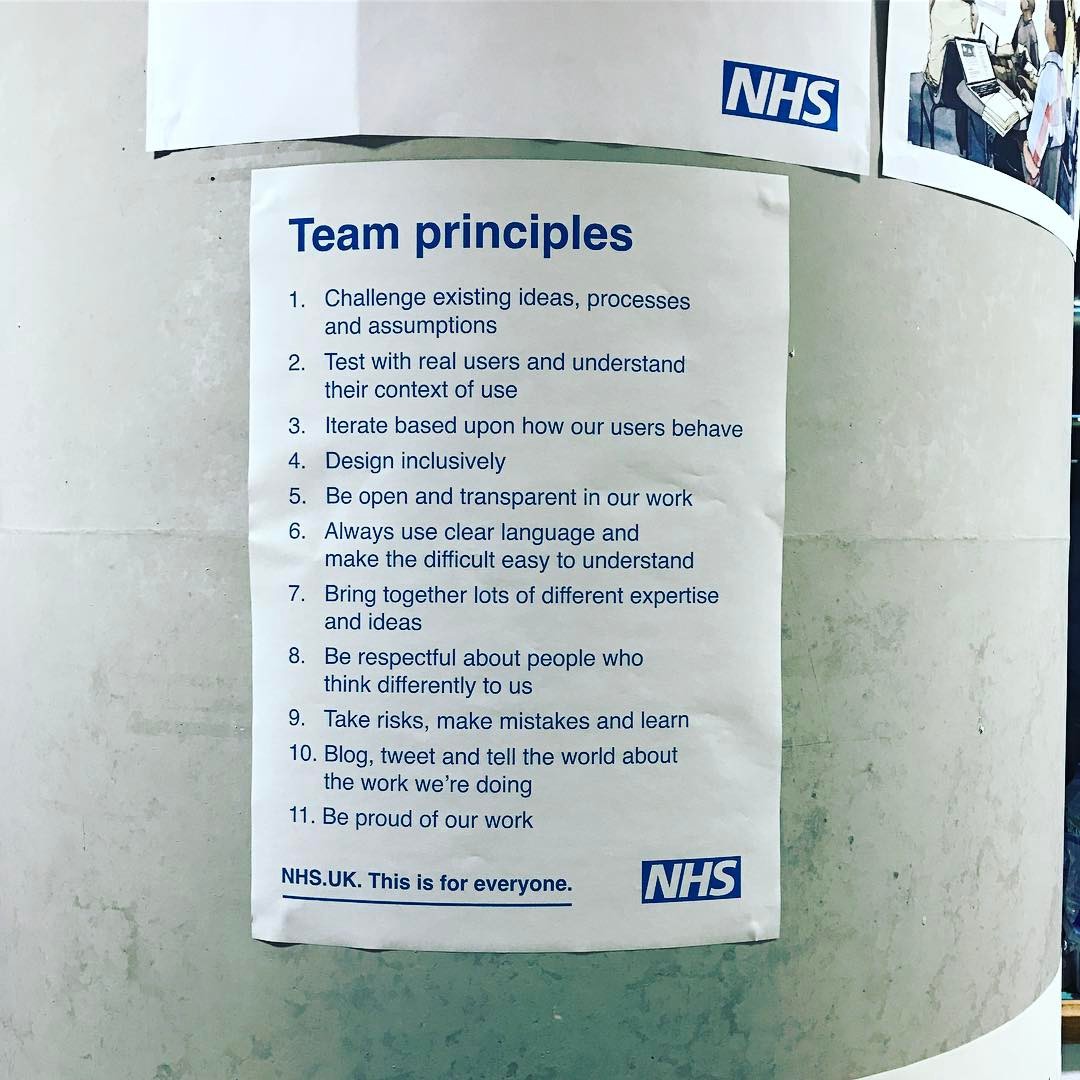 NHS
Team principles
1. Challenge existing ideas, processes
and assumptions
2. Test with real users and understand
their context of use
3. Iterate based upon how our users behave
4. Design inclusively
5. Be open and transparent in our work
6. Always use clear language and
make the difficult easy to understand
7. Bring together lots of different expertise
and ideas
8. Be respectful about people who
think differently to us
9. Take risks, make mistakes and learn
10. Blog, tweet and tell the world about
the work we’re doing
11. Be proud of our work
NHS.UK. This is for everyone.
NHS